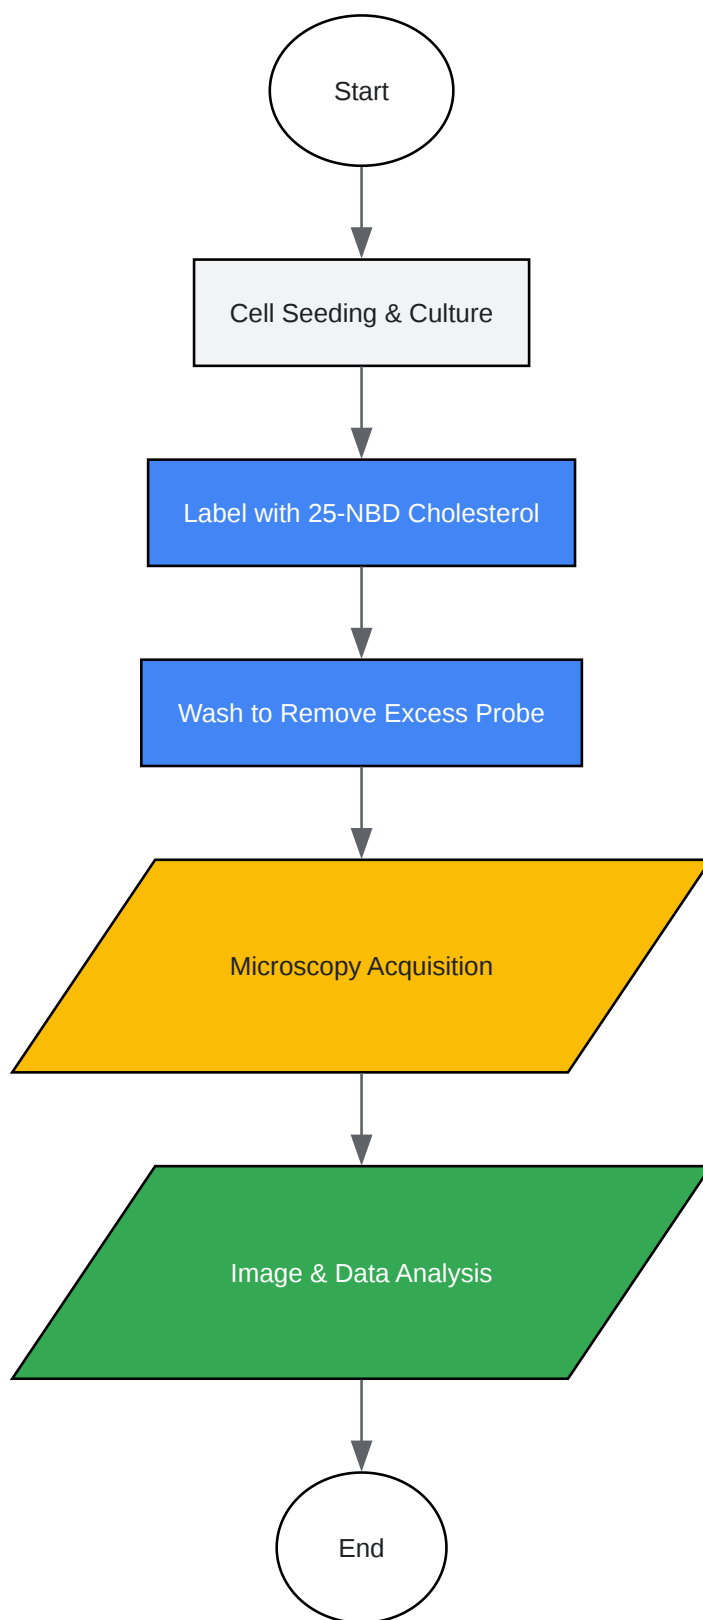 Start
Cell Seeding & Culture
Label with 25-NBD Cholesterol
Wash to Remove Excess Probe
Microscopy Acquisition
Image & Data Analysis
End